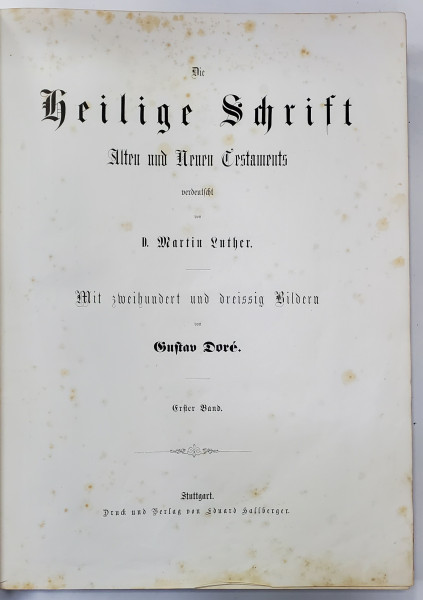 Die
Heilige Schrift
Alten und Neuen Testaments
verdeutscht
von
D. Martin Luther.
Mit zweihundert und dreissig Bildern
von
Gustav Doré.
Erster Band.
Stuttgart.
Druck und Verlag von Eduard Hallberger.